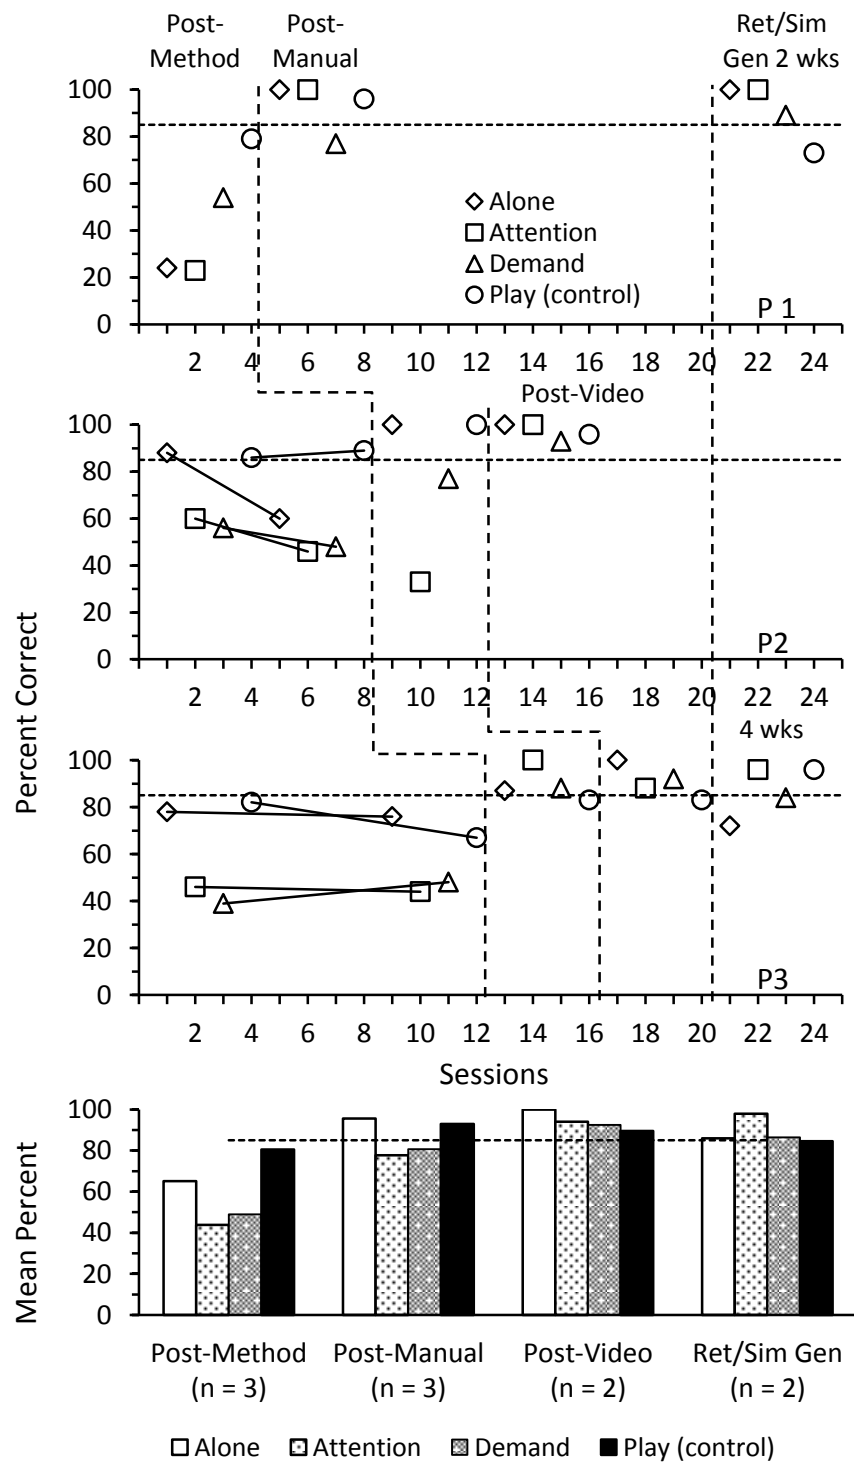 Post-
Method
Post-
Manual
Ret/Sim
Gen 2 wks
100
80
60
40
20
0
Alone
Attention
Demand
Play (control)
P 1
2 4 6 8 10 12 14 16 18 20 22 24
Post-Video
100
80
60
40
20
0
P2
2 4 6 8 10 12 14 16 18 20 22 24
Percent Correct
4 wks
100
80
60
40
20
0
P3
2 4 6 8 10 12 14 16 18 20 22 24
Sessions
Mean Percent
100
80
60
40
20
0
Post-Method
(n = 3)
Post-Manual
(n = 3)
Post-Video
(n = 2)
Ret/Sim Gen
(n = 2)
Alone Attention Demand Play (control)